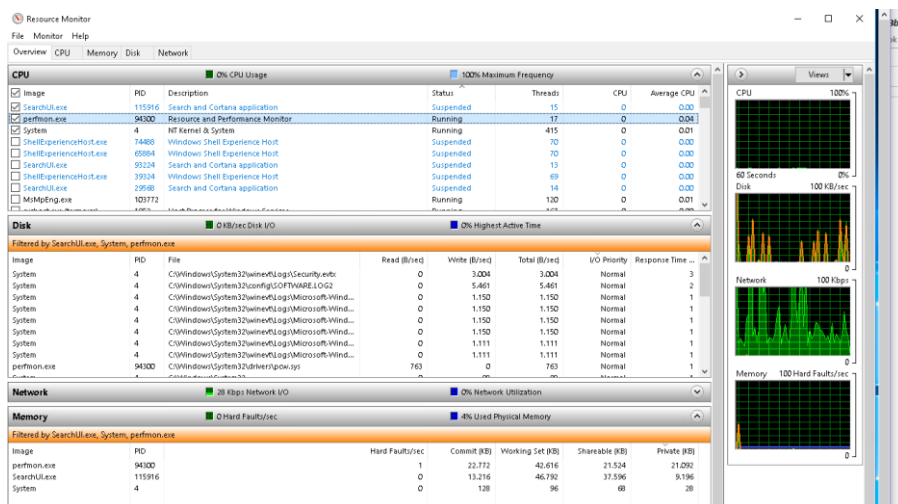 Resource Monitor
File Monitor Help
Overview CPU Memory Disk Network
CPU 0% CPU Usage 100% Maximum Frequency
Image PID Description Status Threads CPU Average CPU
SearchUI.exe 115916 Search and Cortana application Suspended 15 0 0.00
perfmon.exe 94300 Resource and Performance Monitor Running 17 0 0.04
System 4 NT Kernel & System Running 415 0 0.01
ShellExperienceHost.exe 74488 Windows Shell Experience Host Suspended 70 0 0.00
ShellExperienceHost.exe 65884 Windows Shell Experience Host Suspended 70 0 0.00
SearchUI.exe 93224 Search and Cortana application Suspended 13 0 0.00
ShellExperienceHost.exe 39324 Windows Shell Experience Host Suspended 69 0 0.00
SearchUI.exe 29568 Search and Cortana application Suspended 14 0 0.00
MsMpEng.exe 103772 Running 120 0 0.01
Disk 0 KB/sec Disk I/O 0% Highest Active Time
Filtered by SearchUI.exe, System, perfmon.exe
Image PID File Read (B/sec) Write (B/sec) Total (B/sec) I/O Priority Response Time ...
System 4 C:\Windows\System32\winevt\Logs\Security.evtx 0 3.004 3.004 Normal 3
System 4 C:\Windows\System32\config\SOFTWARE.LOG2 0 5.461 5.461 Normal 2
System 4 C:\Windows\System32\winevt\Logs\Microsoft-Wind... 0 1.150 1.150 Normal 1
System 4 C:\Windows\System32\winevt\Logs\Microsoft-Wind... 0 1.150 1.150 Normal 1
System 4 C:\Windows\System32\winevt\Logs\Microsoft-Wind... 0 1.150 1.150 Normal 1
System 4 C:\Windows\System32\winevt\Logs\Microsoft-Wind... 0 1.150 1.150 Normal 1
System 4 C:\Windows\System32\winevt\Logs\Microsoft-Wind... 0 1.111 1.111 Normal 1
System 4 C:\Windows\System32\winevt\Logs\Microsoft-Wind... 0 1.111 1.111 Normal 1
perfmon.exe 94300 C:\Windows\System32\drivers\pcw.sys 763 0 763 Normal 1
Network 28 Kbps Network I/O 0% Network Utilization
Memory 0 Hard Faults/sec 4% Used Physical Memory
Filtered by SearchUI.exe, System, perfmon.exe
Image PID Hard Faults/sec Commit (KB) Working Set (KB) Shareable (KB) Private (KB)
perfmon.exe 94300 1 22.772 42.616 21.524 21.092
SearchUI.exe 115916 0 13.216 46.792 37.596 9.196
System 4 0 128 96 68 28
Views
CPU 100%
60 Seconds 0%
Disk 100 KB/sec
0
Network 100 Kbps
0
Memory 100 Hard Faults/sec
0